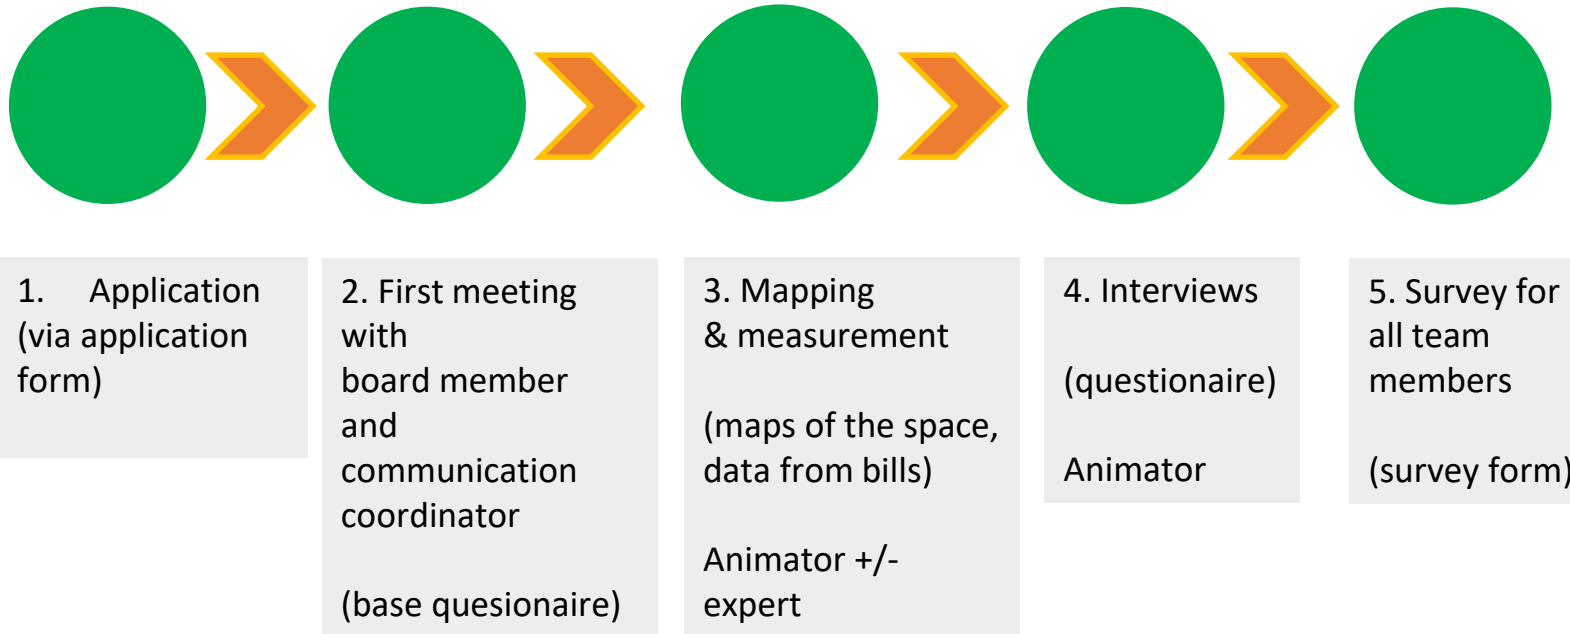 1. Application
(via application
form)
2. First meeting
with
board member
and
communication
coordinator
(base quesionaire)
3. Mapping
& measurement
(maps of the space,
data from bills)
Animator +/-
expert
4. Interviews
(questionaire)
Animator
5. Survey for
all team
members
(survey form)